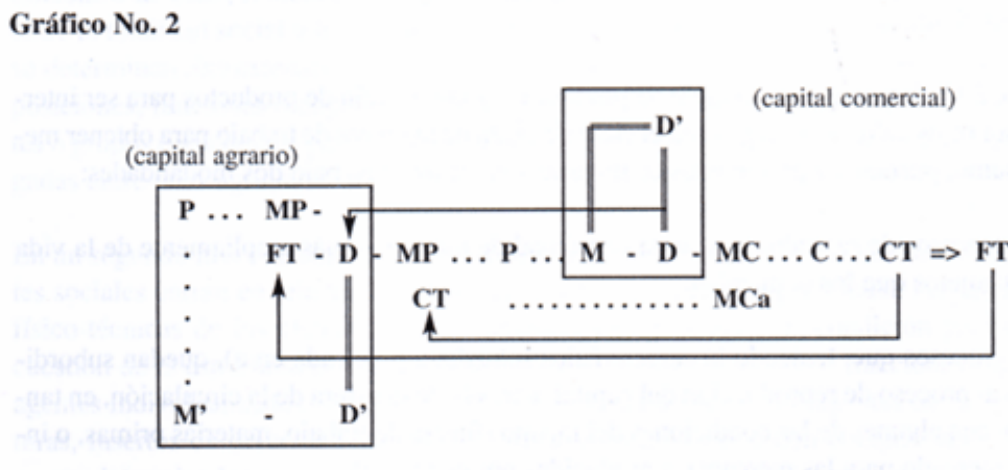 Gráfico No. 2
(capital comercial)
D’
(capital agrario)
P ... MP -
. FT - D - MP ... P ... M - D - MC ... C ... CT => FT
. CT .................. MCa
.
.
M’ - D’